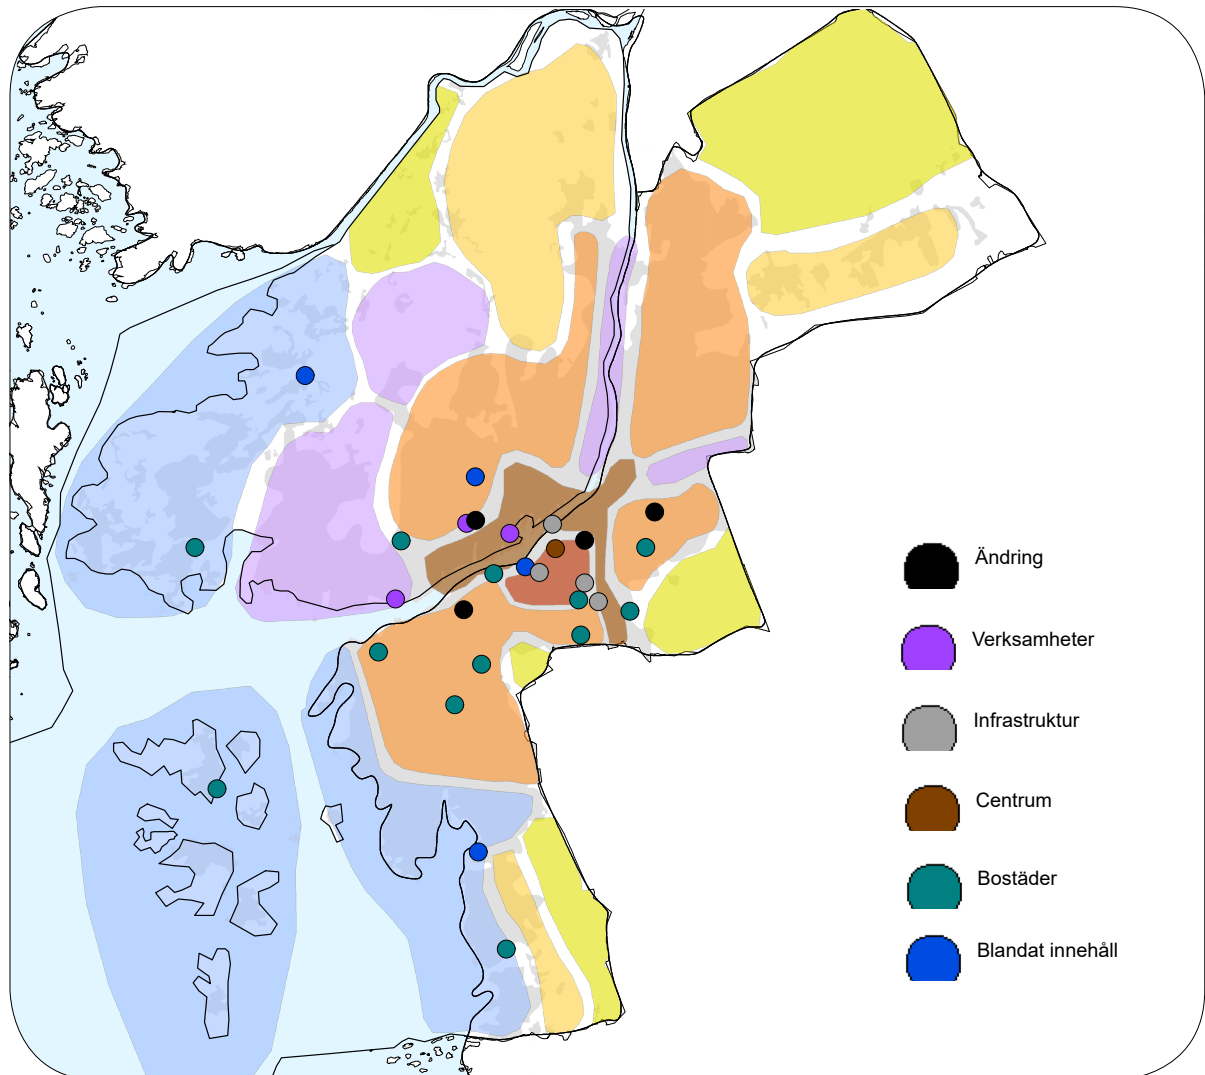 Ändring
Verksamheter
Infrastruktur
Centrum
Bostäder
Blandat innehåll